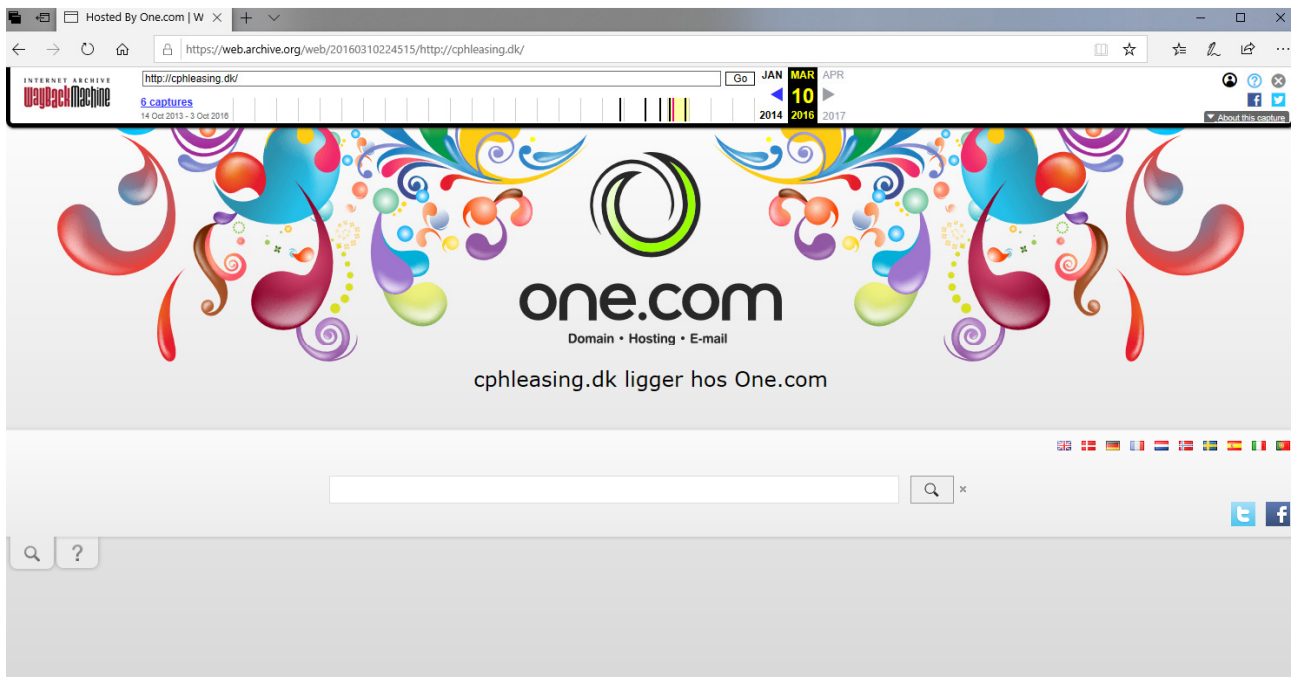 Hosted By One.com | W
https://web.archive.org/web/20160310224515/http://cphleasing.dk/
INTERNET ARCHIVE
WayBackMachine
http://cphleasing.dk/
Go
JAN MAR APR
6 captures
10
14 Oct 2013 - 3 Oct 2016
2014 2016 2017
About this capture
one.com
Domain • Hosting • E-mail
cphleasing.dk ligger hos One.com